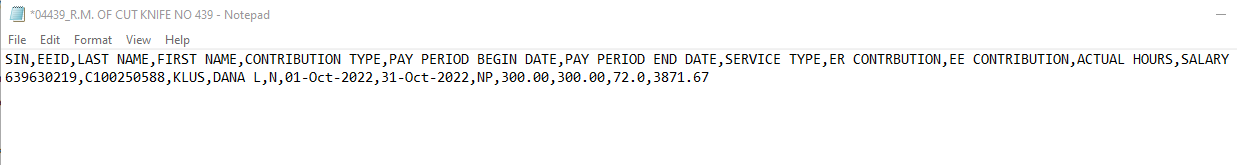 *04439_R.M. OF CUT KNIFE NO 439 - Notepad
File Edit Format View Help
SIN,EEID,LAST NAME,FIRST NAME,CONTRIBUTION TYPE,PAY PERIOD BEGIN DATE,PAY PERIOD END DATE,SERVICE TYPE,ER CONTRBUTION,EE CONTRIBUTION,ACTUAL HOURS,SALARY
639630219,C100250588,KLUS,DANA L,N,01-Oct-2022,31-Oct-2022,NP,300.00,300.00,72.0,3871.67